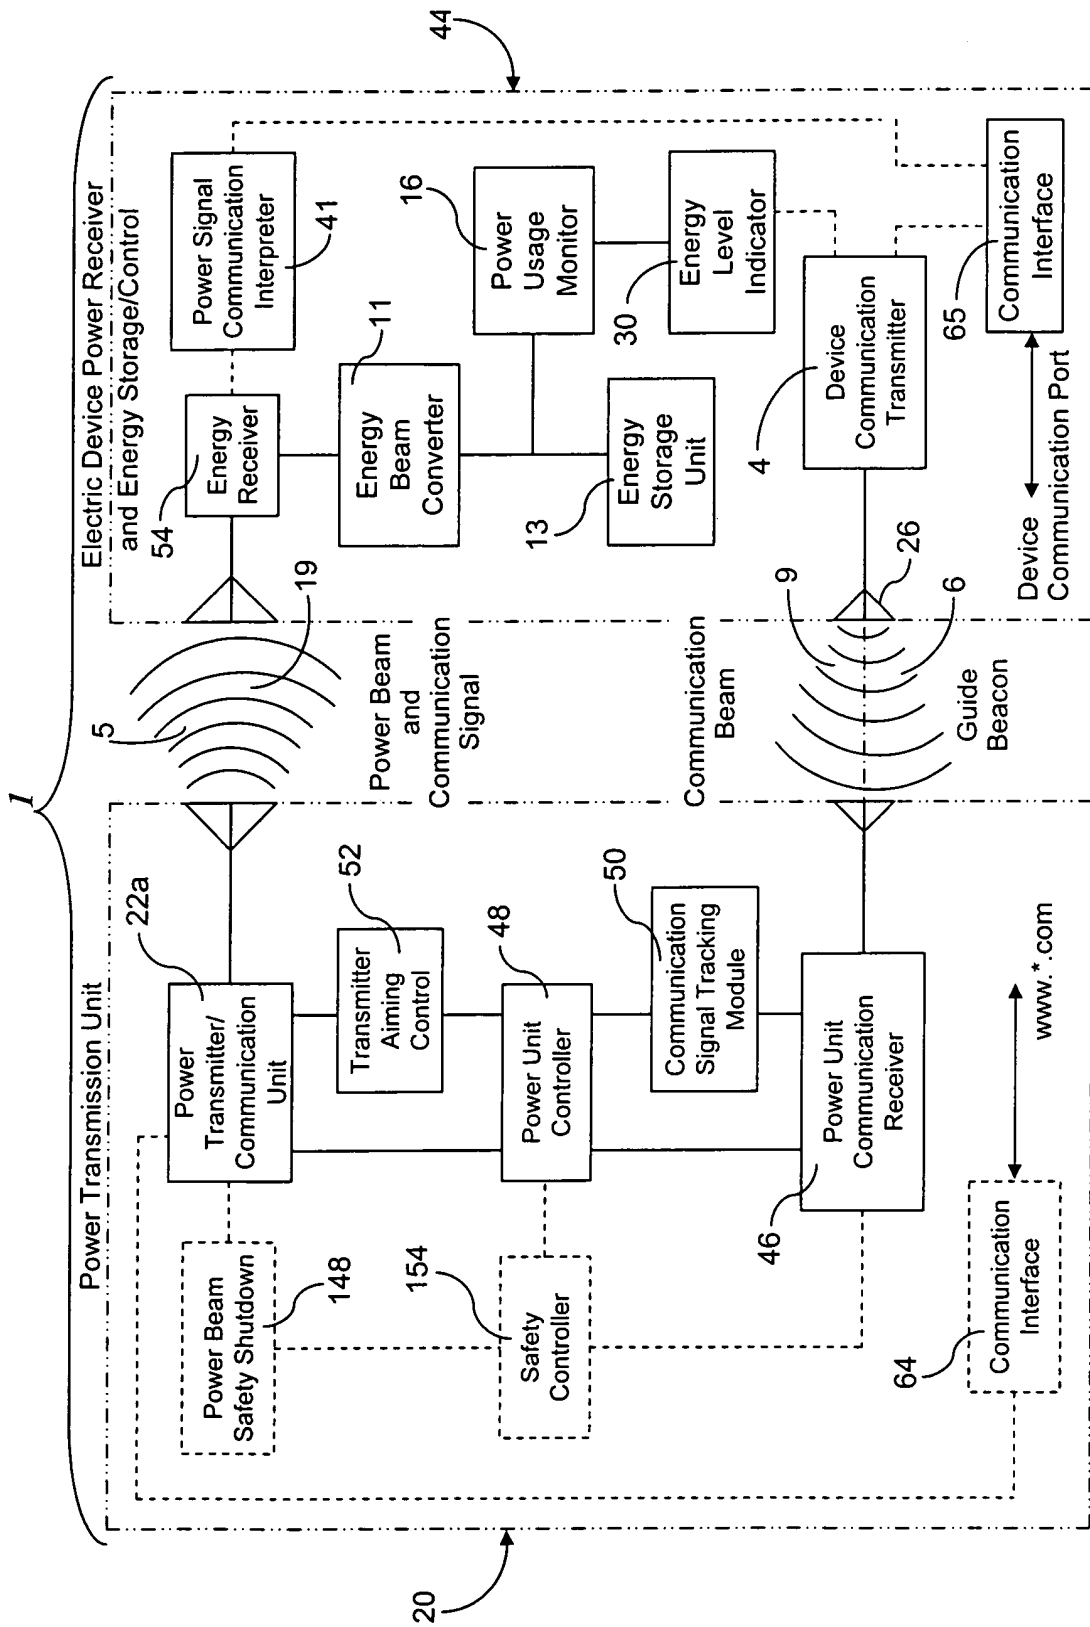 1
Power Transmission Unit
Electric Device Power Receiver
and Energy Storage/Control
20
44
Power Beam
Safety Shutdown
148
Power
Transmitter/
Communication
Unit
22a
5
19
Power Beam
and
Communication
Signal
54
Energy
Receiver
Power Signal
Communication
Interpreter
41
Transmitter
Aiming
Control
52
Energy
Beam
Converter
11
Safety
Controller
154
Power Unit
Controller
48
Power
Usage
Monitor
16
Energy
Storage
Unit
13
Energy
Level
Indicator
30
Communication
Signal Tracking
Module
50
Communication
Beam
9
Power Unit
Communication
Receiver
46
26
6
Guide
Beacon
Device
Communication
Transmitter
4
Communication
Interface
64
www.*.com
Device
Communication Port
Communication
Interface
65